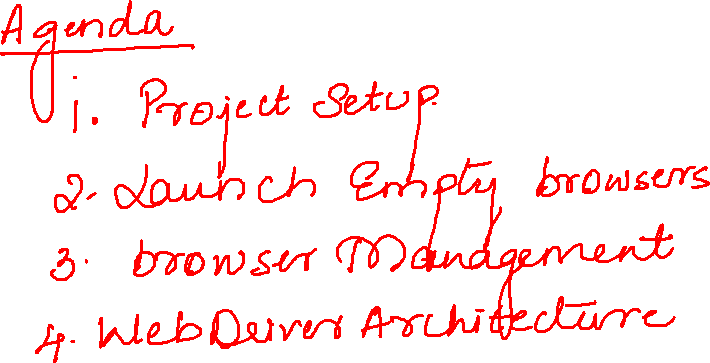 Agenda
1. Project Setup
2. Launch Empty browsers
3. browser Management
4. WebDriver Architecture